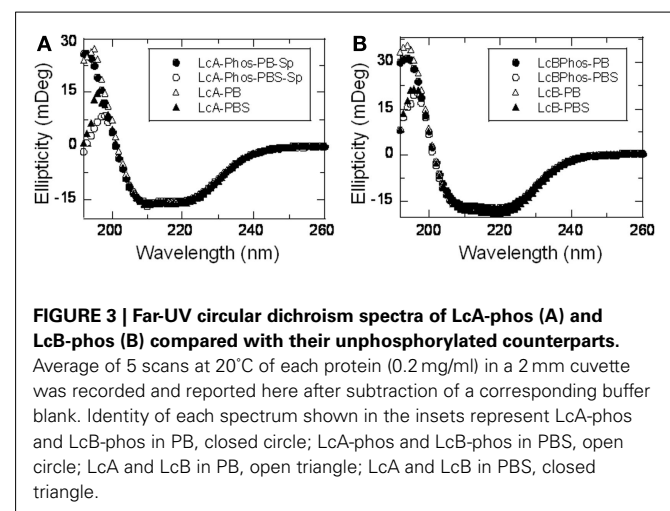 A
30
15
0
-15
Ellipticity (mDeg)
LcA-Phos-PB-Sp
LcA-Phos-PBS-Sp
LcA-PB
LcA-PBS
200 220 240 260
Wavelength (nm)
B
30
15
0
-15
Ellipticity (mDeg)
LcBPhos-PB
LcBPhos-PBS
LcB-PB
LcB-PBS
200 220 240 260
Wavelength (nm)
FIGURE 3 | Far-UV circular dichroism spectra of LcA-phos (A) and
LcB-phos (B) compared with their unphosphorylated counterparts.
Average of 5 scans at 20°C of each protein (0.2 mg/ml) in a 2 mm cuvette
was recorded and reported here after subtraction of a corresponding buffer
blank. Identity of each spectrum shown in the insets represent LcA-phos
and LcB-phos in PB, closed circle; LcA-phos and LcB-phos in PBS, open
circle; LcA and LcB in PB, open triangle; LcA and LcB in PBS, closed
triangle.